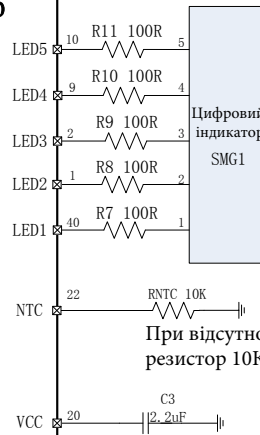 R11 100R
LED5 10 5
R10 100R
LED4 9 4
Цифровий
R9 100R
індикатор
LED3 2 3
SMG1
R8 100R
LED2 1 2
R7 100R
LED1 40 1
RNTC 10K
NTC 22
При відсутно
резистор 10К
C3
VCC 20 2.2uF